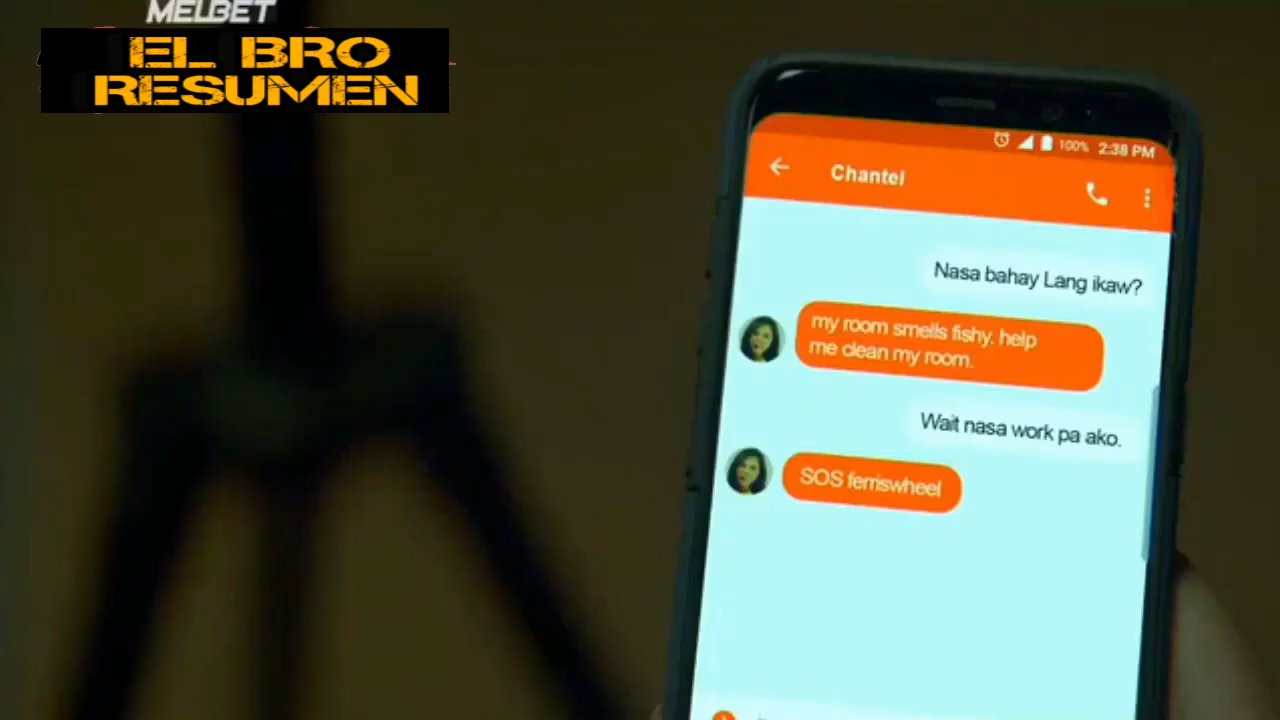 MELBET
EL BRO
RESUMEN
100% 2:38 PM
Chantel
Nasa bahay Lang ikaw?
my room smells fishy. help
me clean my room.
Wait nasa work pa ako.
SOS ferriswheel